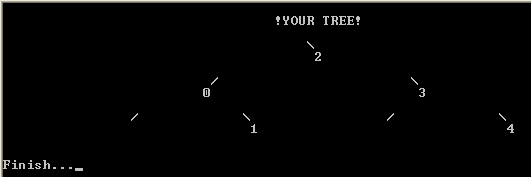 !YOUR TREE!
\
2
/ \
0 3
/ \ / \
1 4
Finish..._